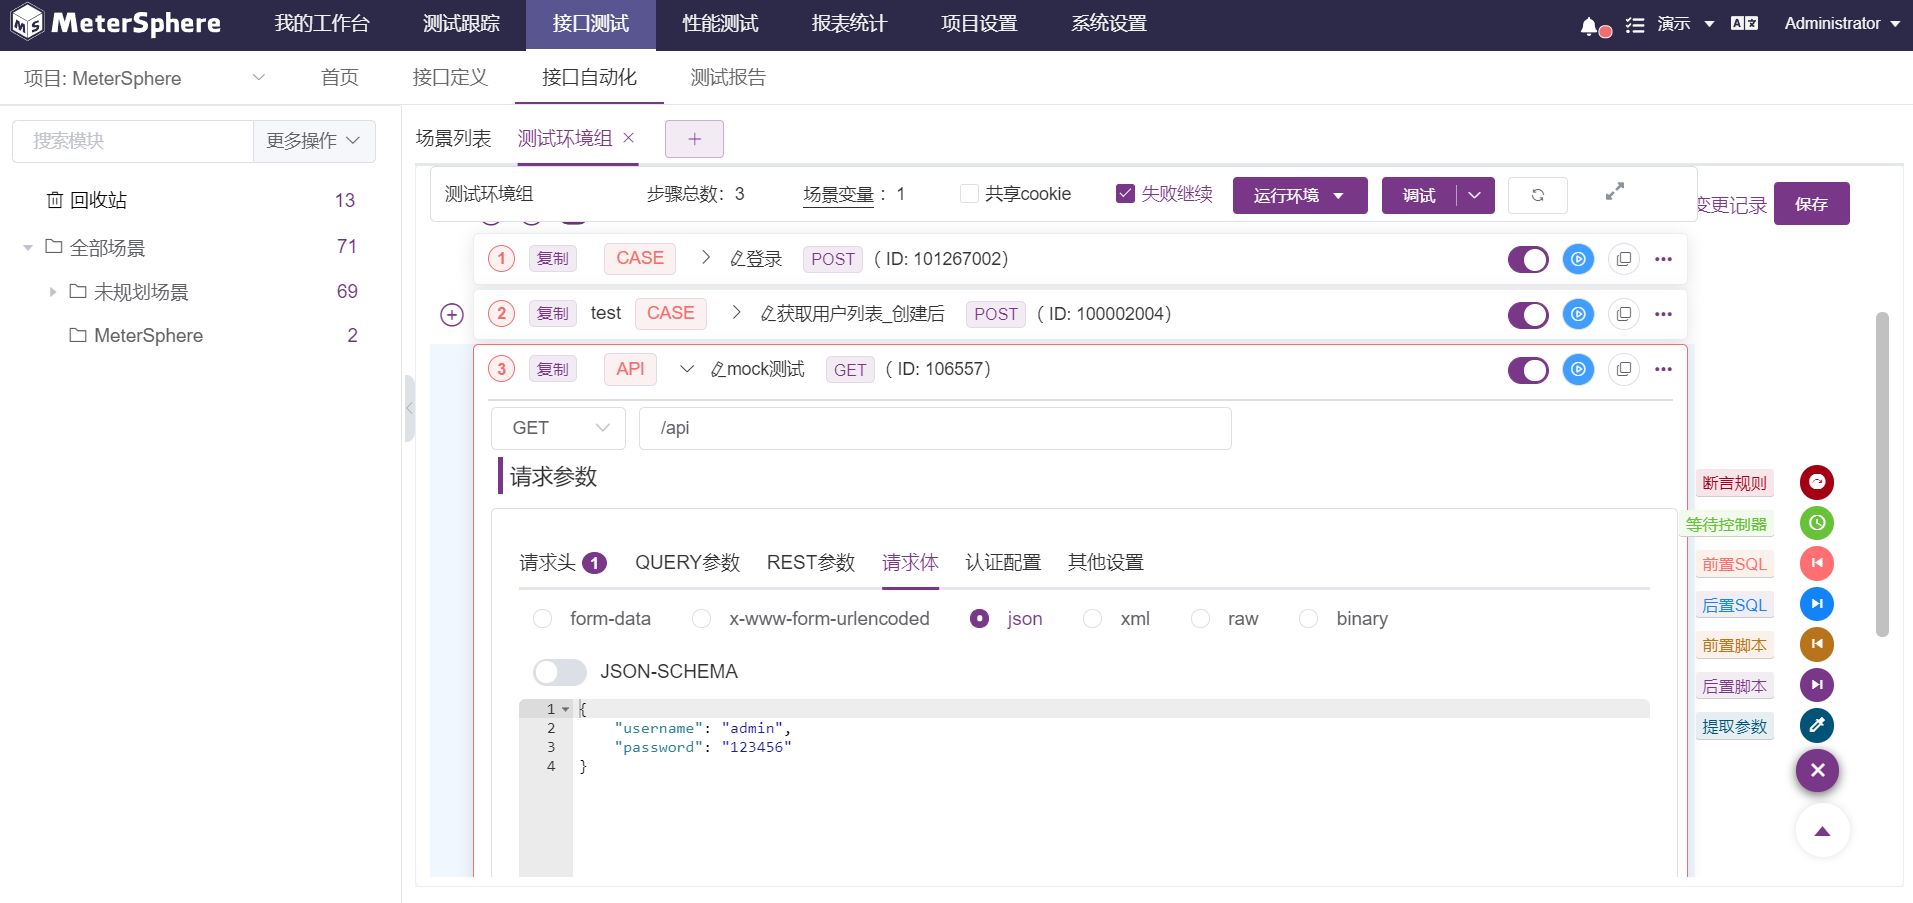 MeterSphere 我的工作台 测试跟踪 接口测试 性能测试 报表统计 项目设置 系统设置 演示 Administrator
项目: MeterSphere 首页 接口定义 接口自动化 测试报告
搜索模块 更多操作
回收站 13
全部场景 71
未规划场景 69
MeterSphere 2
场景列表 测试环境组
测试环境组 步骤总数: 3 场景变量 : 1 共享cookie 失败继续 运行环境 调试 变更记录 保存
1 复制 CASE 登录 POST ( ID: 101267002)
2 复制 test CASE 获取用户列表_创建后 POST ( ID: 100002004)
3 复制 API mock测试 GET ( ID: 106557)
GET /api
请求参数
请求头 1 QUERY参数 REST参数 请求体 认证配置 其他设置
form-data x-www-form-urlencoded json xml raw binary
JSON-SCHEMA
1 {
2 "username": "admin",
3 "password": "123456"
4 }
断言规则
等待控制器
前置SQL
后置SQL
前置脚本
后置脚本
提取参数